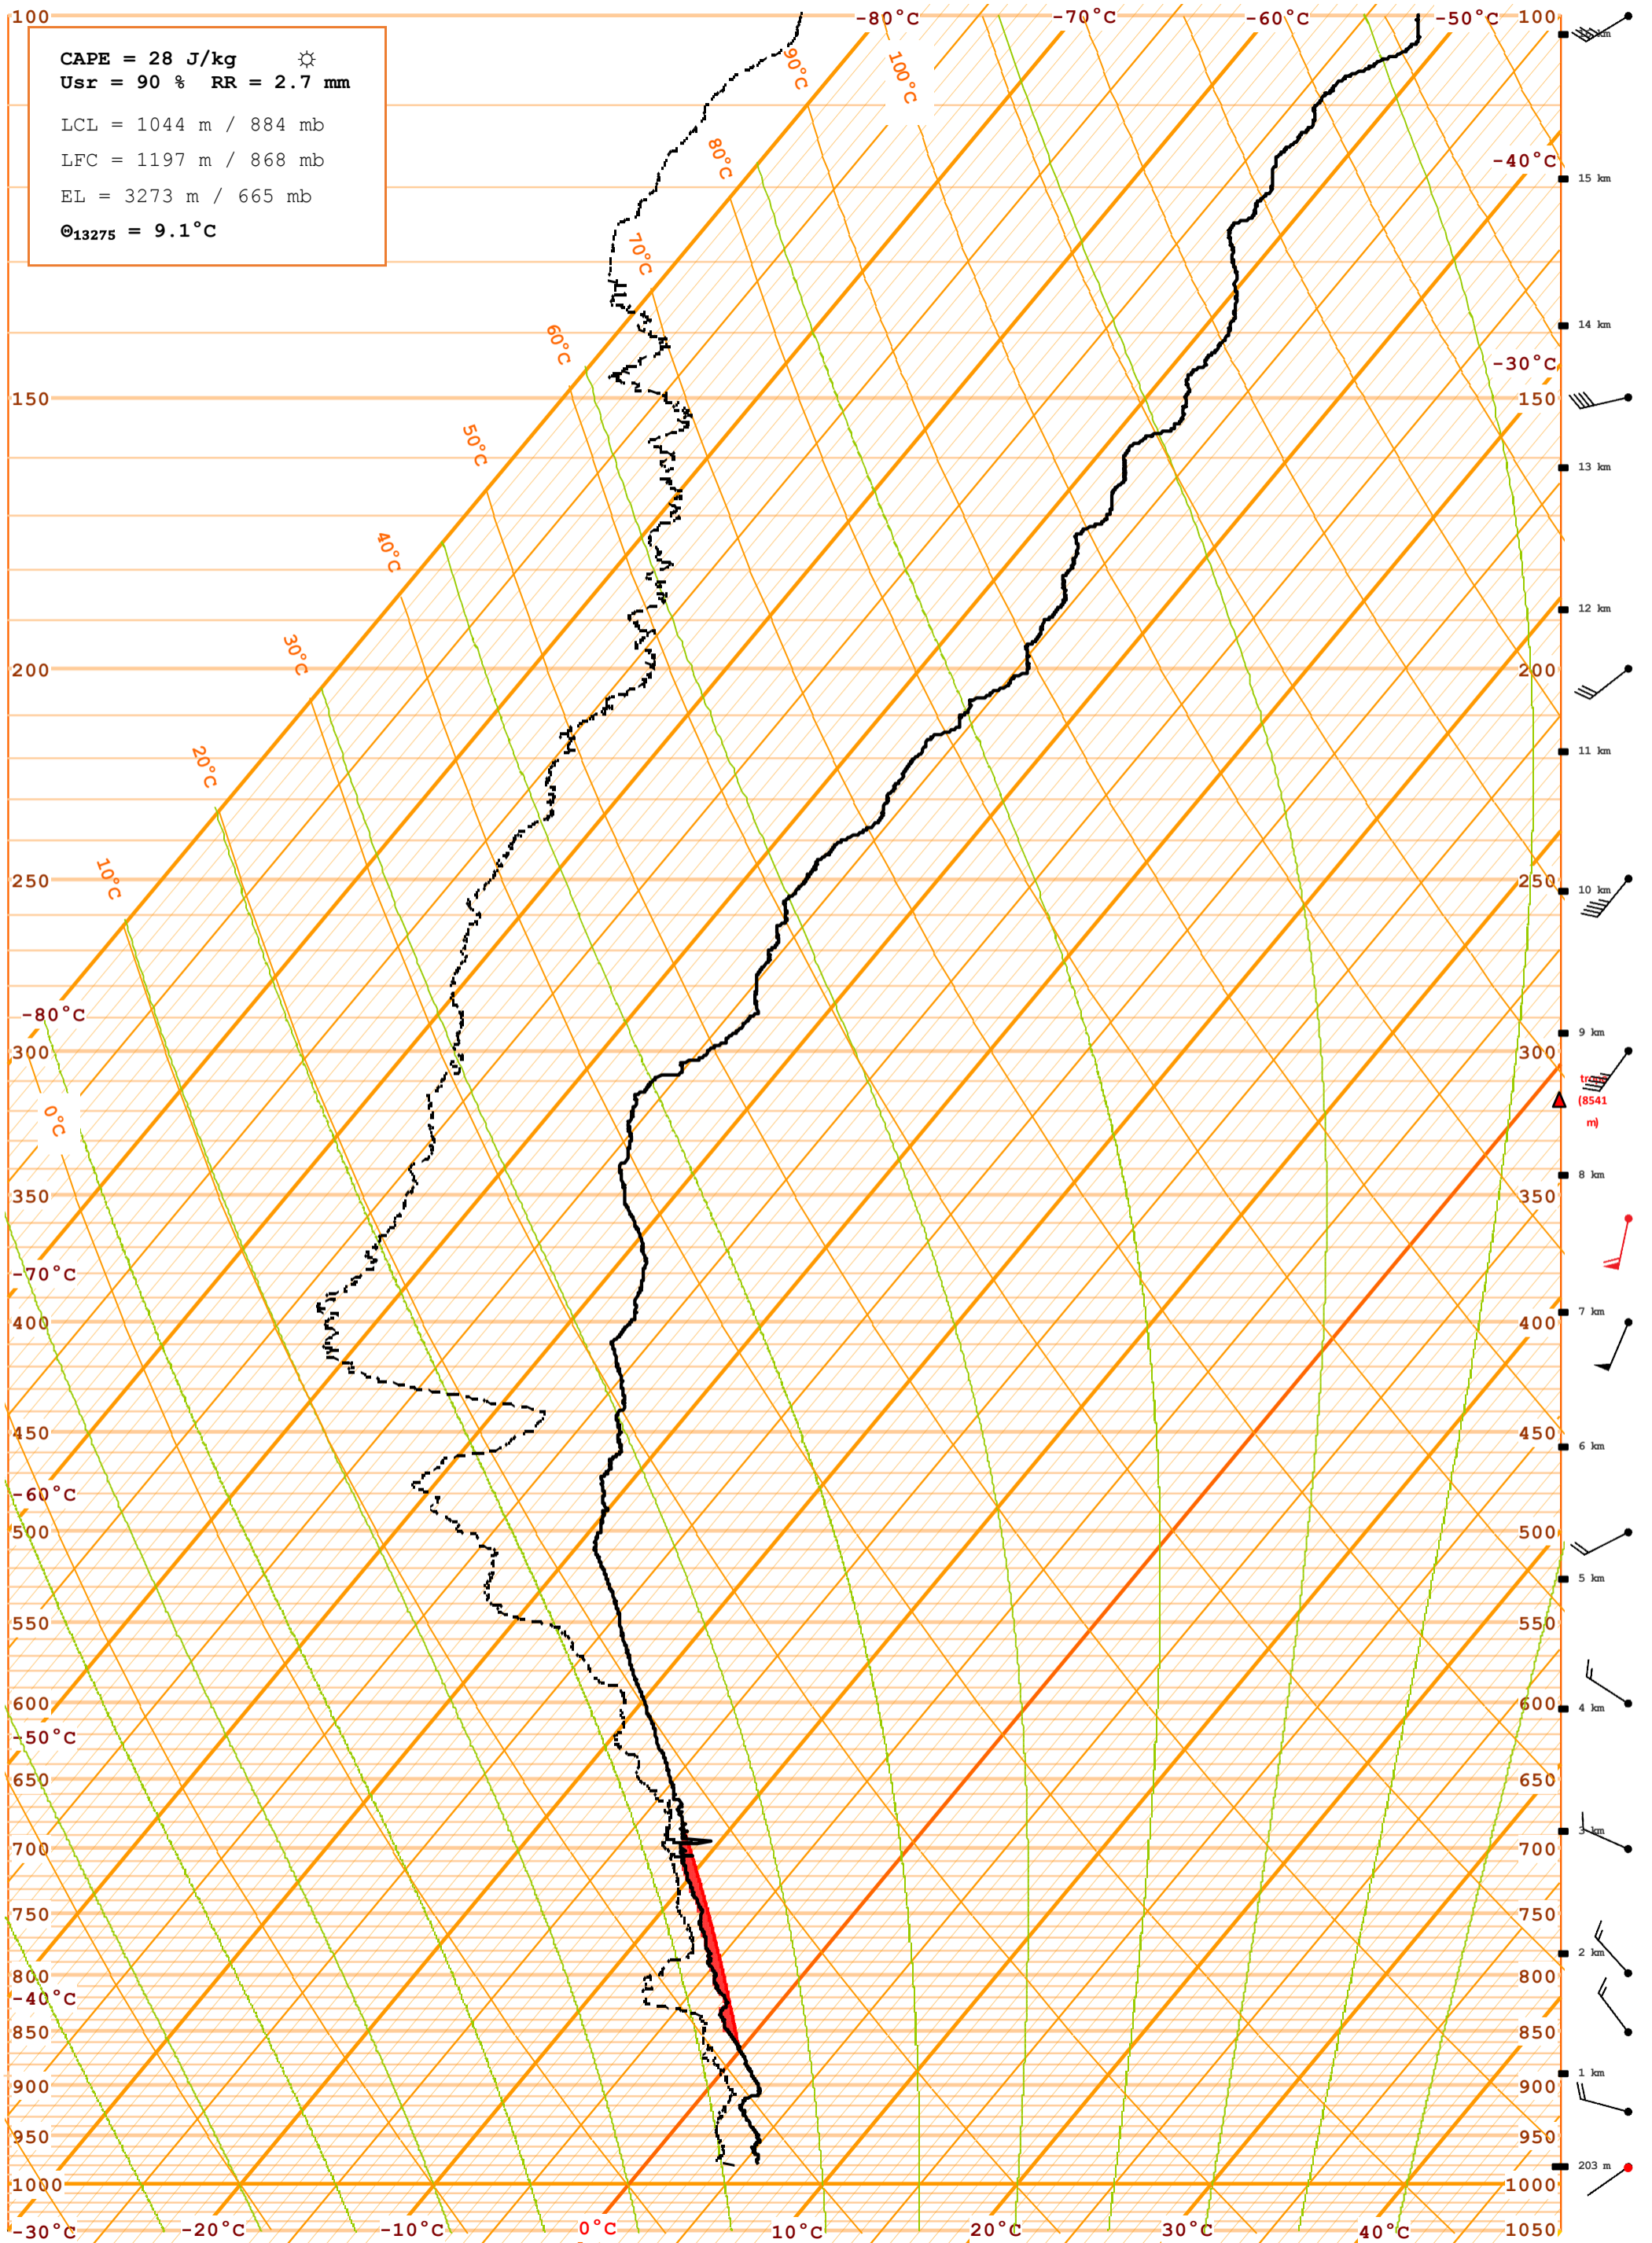 100 -80°C -70°C -60°C -50°C 100
CAPE = 28 J/kg
Usr = 90 % RR = 2.7 mm
LCL = 1044 m / 884 mb
LFC = 1197 m / 868 mb
EL = 3273 m / 665 mb
Θ13275 = 9.1°C
90°C 100°C
80°C -40°C
15 km
70°C
14 km
60°C -30°C
150 150
50°C 13 km
40°C
12 km
30°C
200 200
20°C 11 km
10°C 250 250
10 km
-80°C
9 km
300 300
(8541
0°C m)
8 km
350 350
-70°C
7 km
400 400
450 450
6 km
-60°C
500 500
5 km
550 550
600 600
4 km
-50°C
650 650
3 km
700 700
750 750
2 km
800 800
-40°C
850 850
1 km
900 900
950 950
203 m
1000 1000
-30°C -20°C -10°C 0°C 10°C 20°C 30°C 40°C 1050